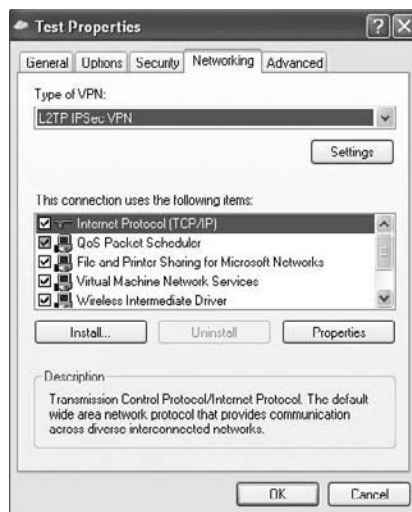 Test Properties
General Options Security Networking Advanced
Type of VPN:
L2TP IPSec VPN
Settings
This connection uses the following items:
Internet Protocol (TCP/IP)
QoS Packet Scheduler
File and Printer Sharing for Microsoft Networks
Virtual Machine Network Services
Wireless Intermediate Driver
Install... Uninstall Properties
Description
Transmission Control Protocol/Internet Protocol. The default
wide area network protocol that provides communication
across diverse interconnected networks.
OK Cancel